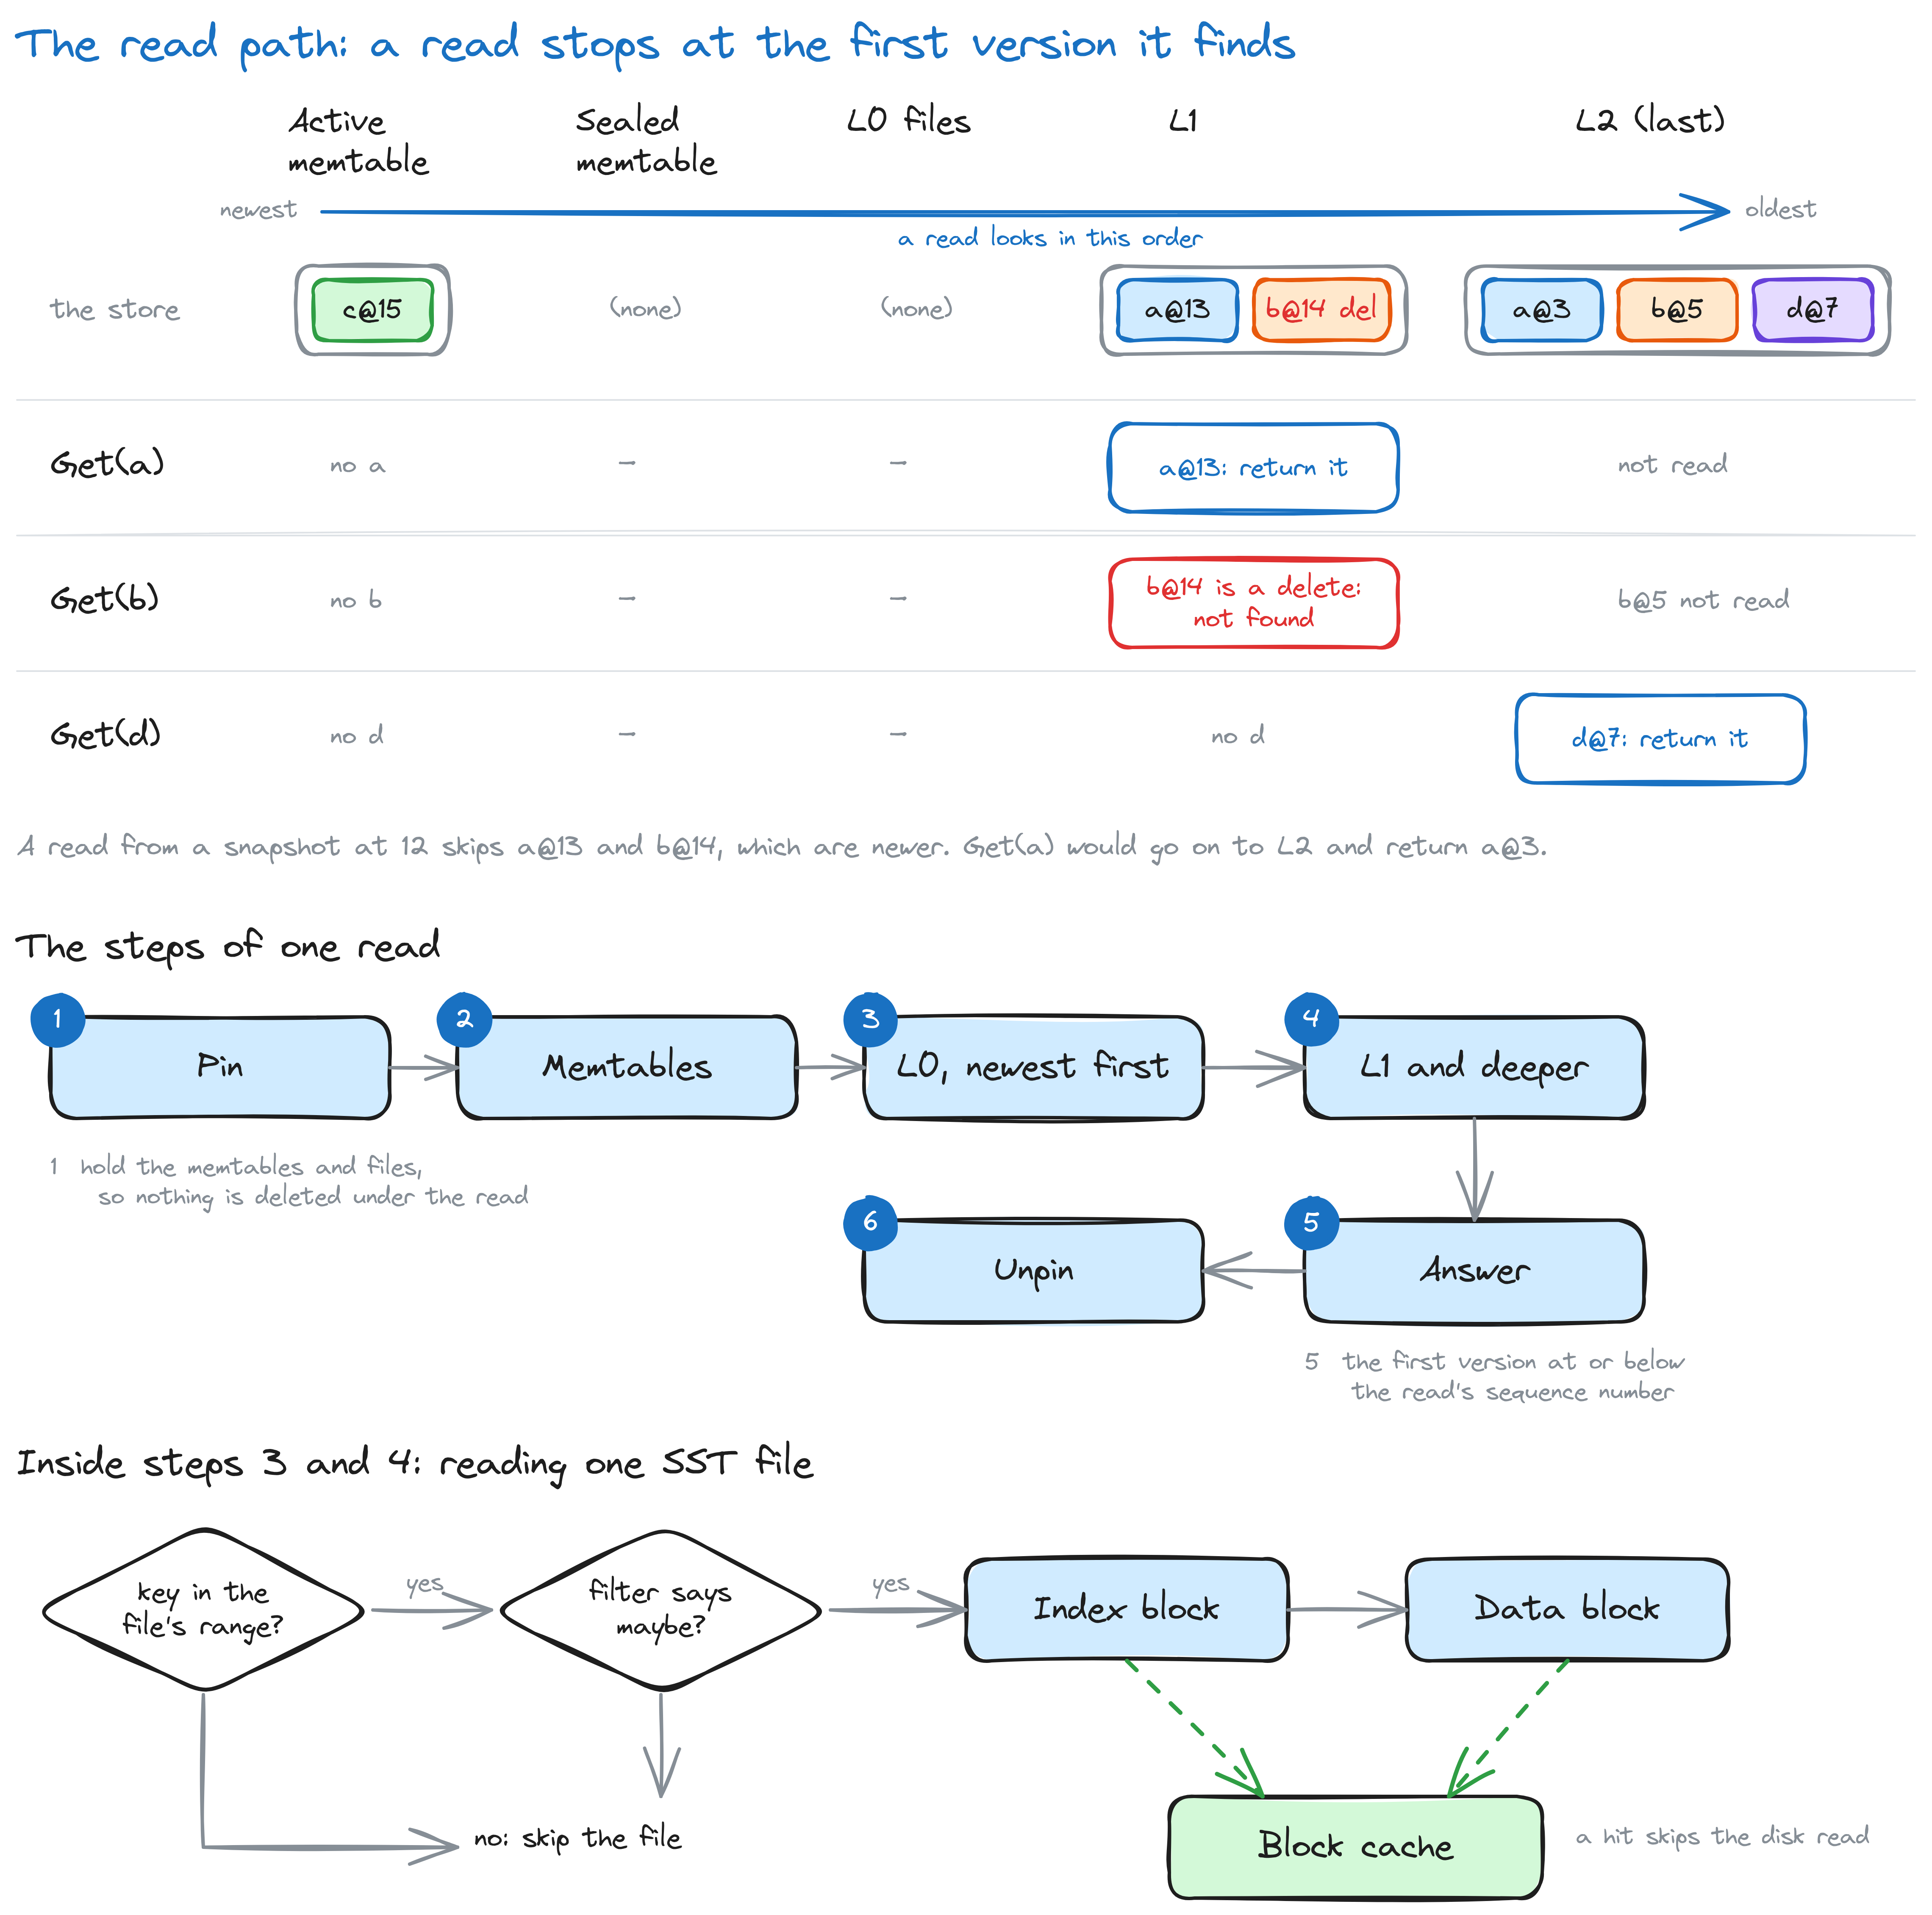 The read path: a read stops at the first version it finds
Active
memtable
Sealed
memtable
L0 files
L1
L2 (last)
newest
oldest
a read looks in this order
the store
c@15
(none)
(none)
a@13
b@14 del
a@3
b@5
d@7
Get(a)
no a
–
–
a@13: return it
not read
Get(b)
no b
–
–
b@14 is a delete:
not found
b@5 not read
Get(d)
no d
–
–
no d
d@7: return it
A read from a snapshot at 12 skips a@13 and b@14, which are newer. Get(a) would go on to L2 and return a@3.
The steps of one read
1
Pin
2
Memtables
3
L0, newest first
4
L1 and deeper
1 hold the memtables and files,
so nothing is deleted under the read
6
Unpin
5
Answer
5 the first version at or below
the read's sequence number
Inside steps 3 and 4: reading one SST file
key in the
file's range?
yes
filter says
maybe?
yes
Index block
Data block
no: skip the file
Block cache
a hit skips the disk read